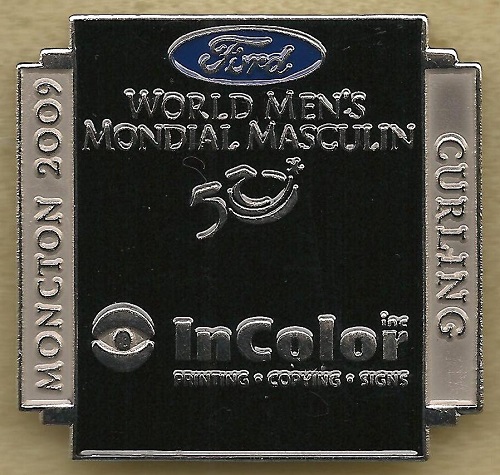 Ford
WORLD MEN'S
MONDIAL MASCULIN
50
MONCTON 2009
CURLING
InColor inc
PRINTING • COPYING • SIGNS